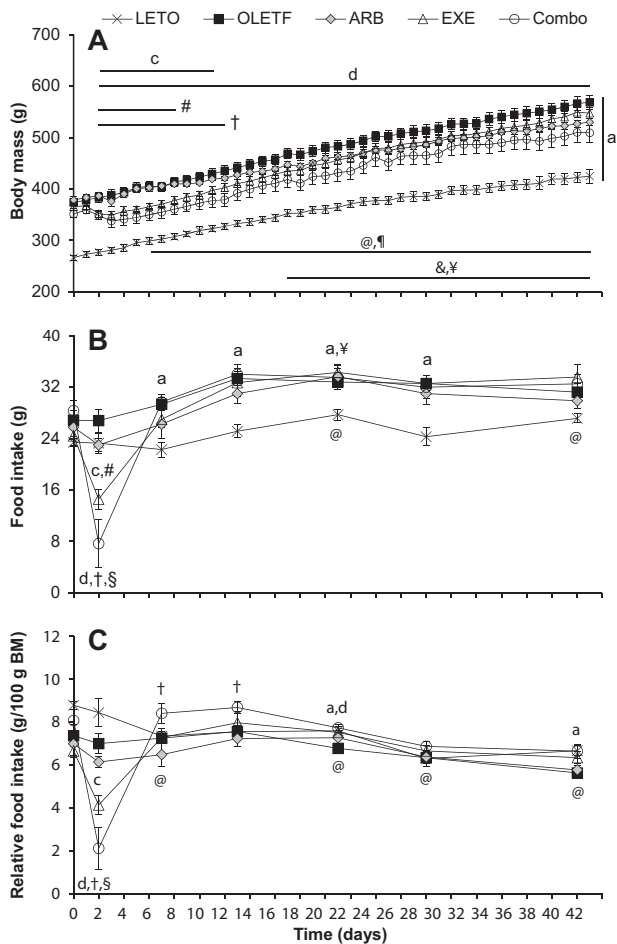 LETO OLETF ARB EXE Combo
A
Body mass (g)
700
600
500
400
300
200
c
d
#
†
a
@,¶
&,¥
B
Food intake (g)
40
32
24
16
8
0
a
a
a,¥
a
c,#
@
@
d,†,§
C
Relative food intake (g/100 g BM)
12
10
8
6
4
2
0
†
†
a,d
a
c
@
@
@
@
d,†,§
0 2 4 6 8 10 12 14 16 18 20 22 24 26 28 30 32 34 36 38 40 42
Time (days)